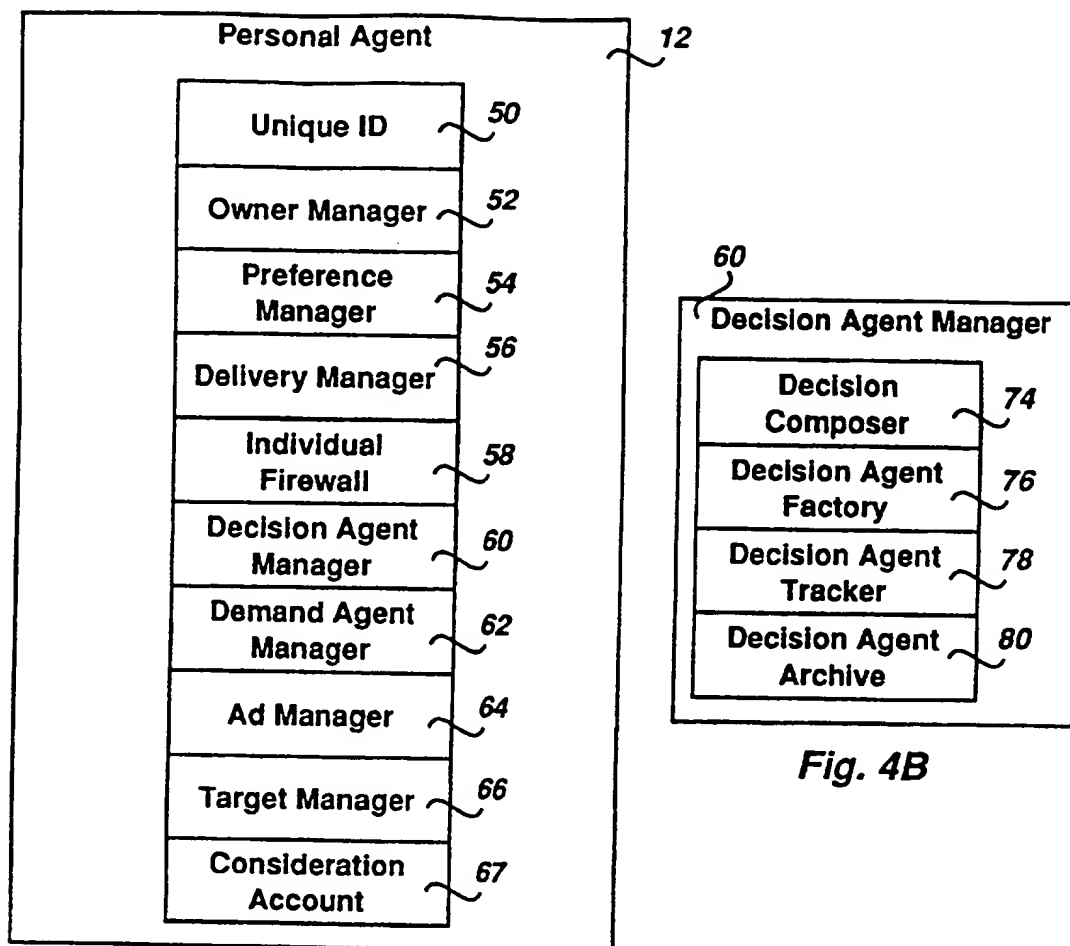 Personal Agent
12
Unique ID
50
Owner Manager
52
Preference
Manager
54
Delivery Manager
56
Individual
Firewall
58
Decision Agent
Manager
60
Demand Agent
Manager
62
Ad Manager
64
Target Manager
66
Consideration
Account
67
60
Decision Agent Manager
Decision
Composer
74
Decision Agent
Factory
76
Decision Agent
Tracker
78
Decision Agent
Archive
80
Fig. 4B